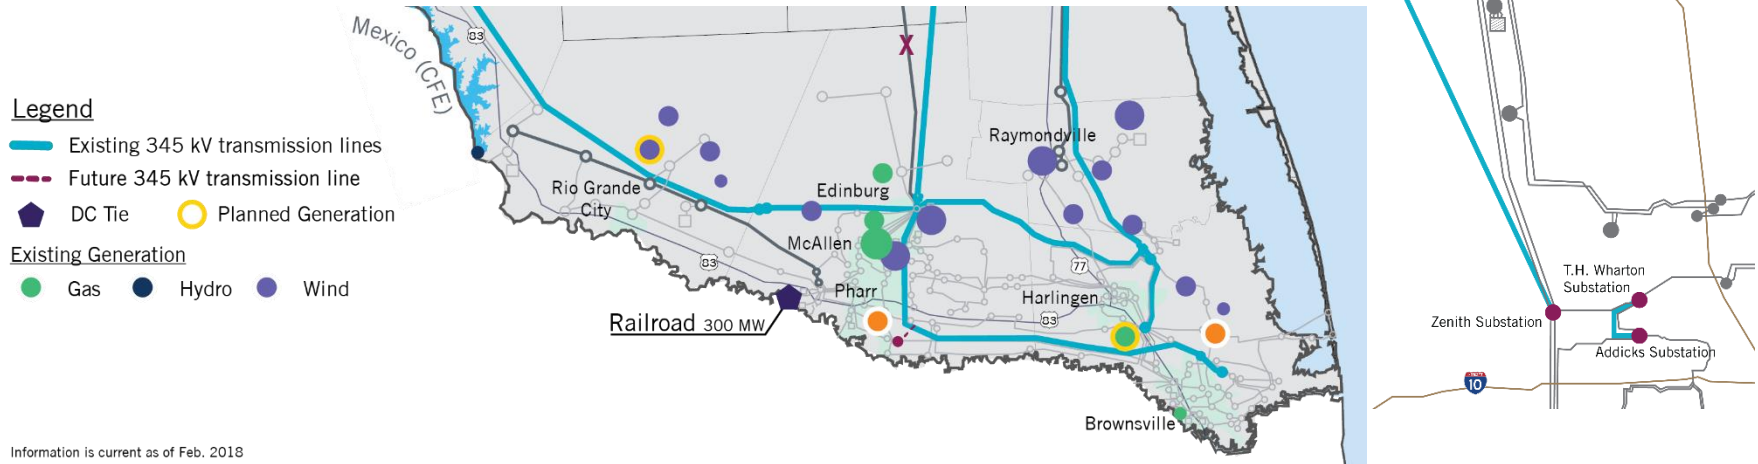 Mexico (CFE)
83
Legend
Existing 345 kV transmission lines
Future 345 kV transmission line
DC Tie
Planned Generation
Existing Generation
Gas
Hydro
Wind
X
Raymondville
Rio Grande
City
Edinburg
McAllen
83
77
Pharr
Harlingen
83
Railroad 300 MW
Brownsville
Information is current as of Feb. 2018
T.H. Wharton
Substation
Zenith Substation
Addicks Substation
10